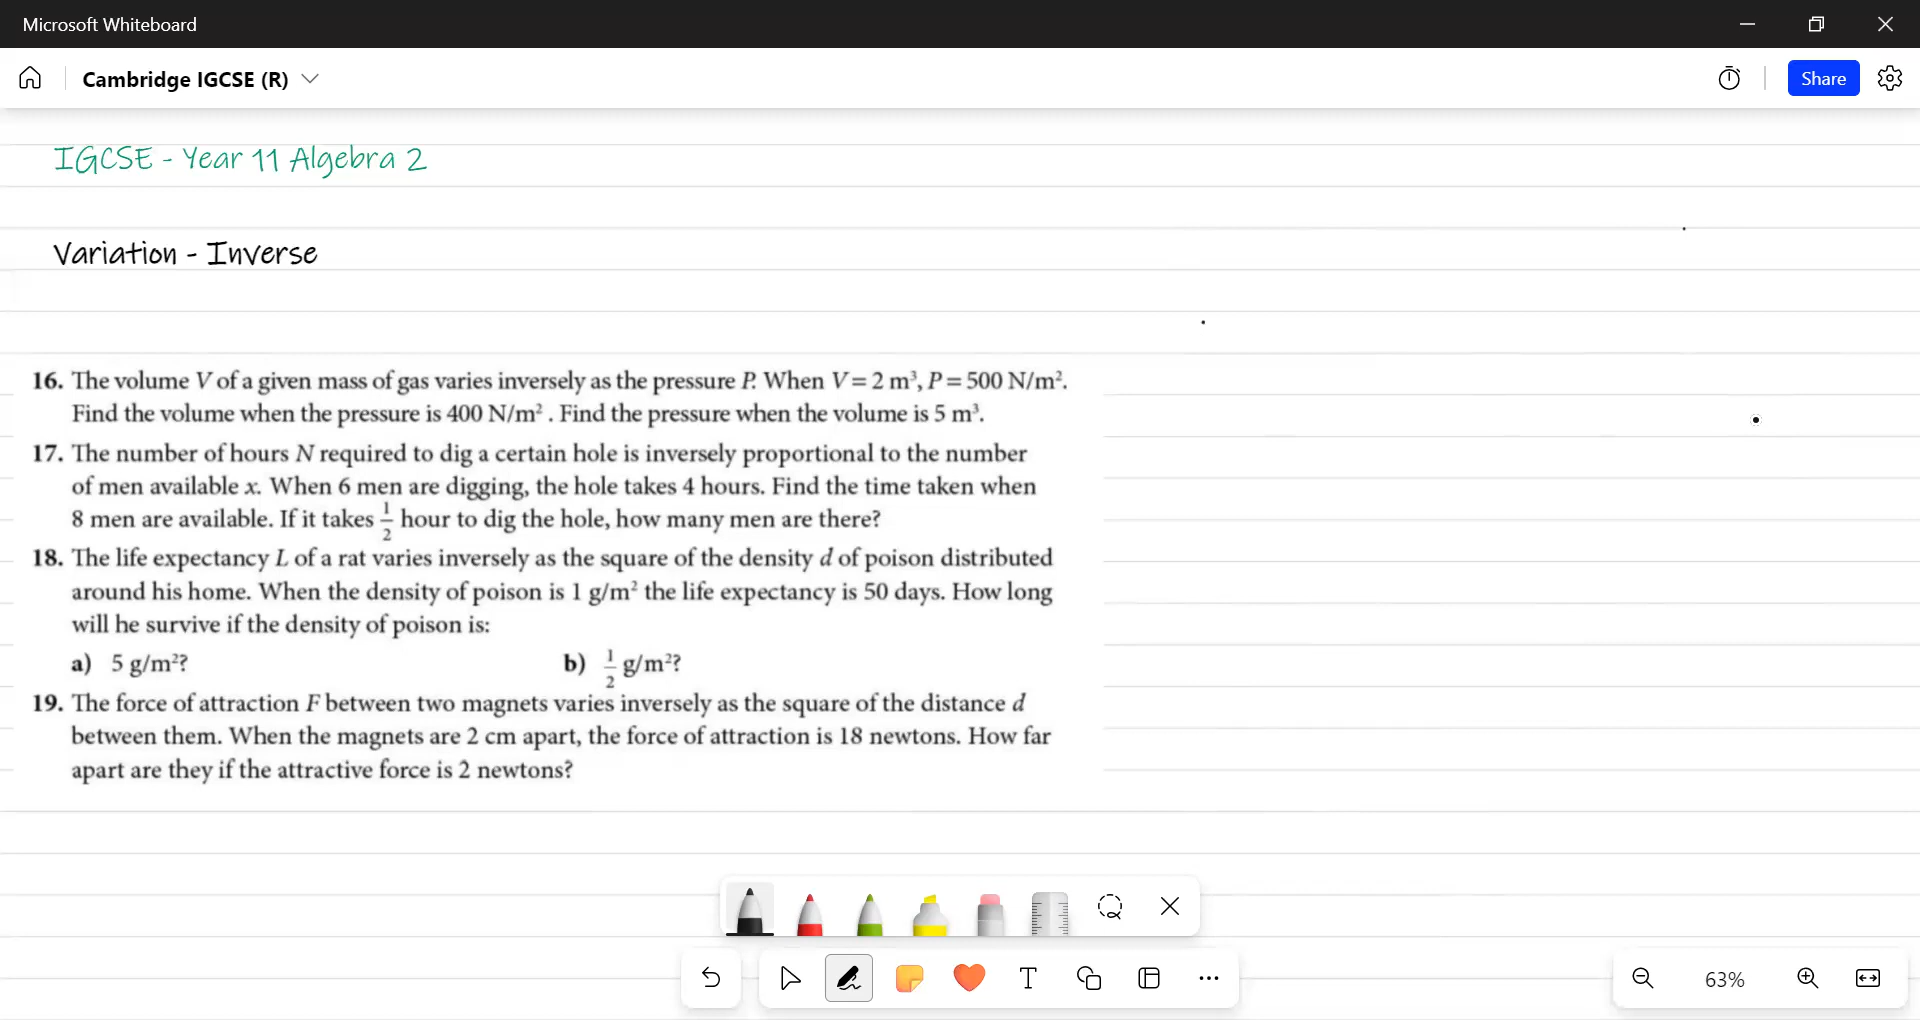 Microsoft Whiteboard
Cambridge IGCSE (R)
Share
IGCSE - Year 11 Algebra 2
Variation - Inverse
16. The volume V of a given mass of gas varies inversely as the pressure P. When V = 2 m³, P = 500 N/m².
Find the volume when the pressure is 400 N/m² . Find the pressure when the volume is 5 m³.
17. The number of hours N required to dig a certain hole is inversely proportional to the number
of men available x. When 6 men are digging, the hole takes 4 hours. Find the time taken when
8 men are available. If it takes 1/2 hour to dig the hole, how many men are there?
18. The life expectancy L of a rat varies inversely as the square of the density d of poison distributed
around his home. When the density of poison is 1 g/m² the life expectancy is 50 days. How long
will he survive if the density of poison is:
a) 5 g/m²? b) 1/2 g/m²?
19. The force of attraction F between two magnets varies inversely as the square of the distance d
between them. When the magnets are 2 cm apart, the force of attraction is 18 newtons. How far
apart are they if the attractive force is 2 newtons?
T
63%